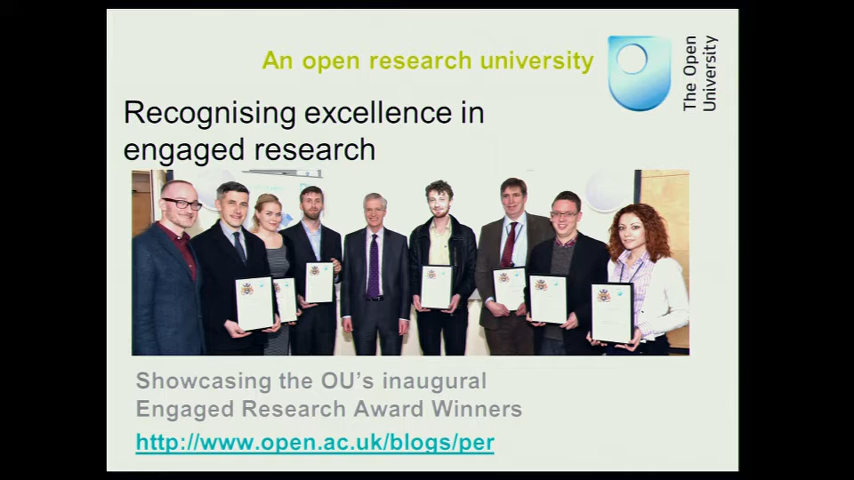 An open research university
The Open
University
Recognising excellence in
engaged research
Showcasing the OU's inaugural
Engaged Research Award Winners
http://www.open.ac.uk/blogs/per